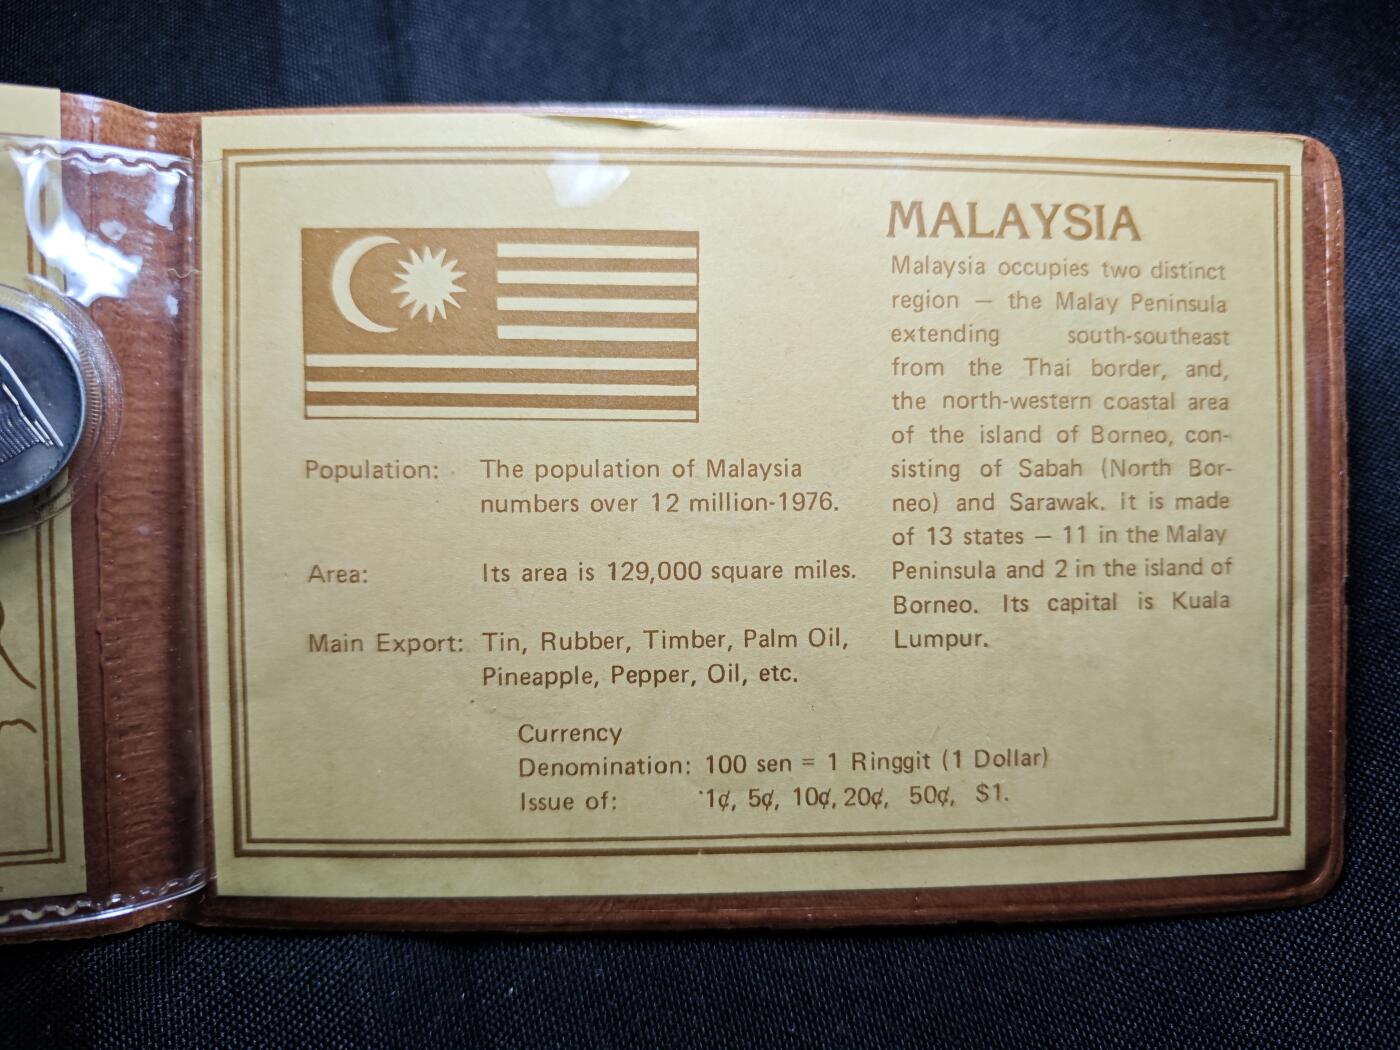 MALAYSIA
Malaysia occupies two distinct
region — the Malay Peninsula
extending south-southeast
from the Thai border, and,
the north-western coastal area
of the island of Borneo, con-
sisting of Sabah (North Bor-
neo) and Sarawak. It is made
of 13 states — 11 in the Malay
Peninsula and 2 in the island of
Borneo. Its capital is Kuala
Lumpur.
Population: The population of Malaysia
numbers over 12 million-1976.
Area: Its area is 129,000 square miles.
Main Export: Tin, Rubber, Timber, Palm Oil,
Pineapple, Pepper, Oil, etc.
Currency
Denomination: 100 sen = 1 Ringgit (1 Dollar)
Issue of: 1¢, 5¢, 10¢, 20¢, 50¢, $1.